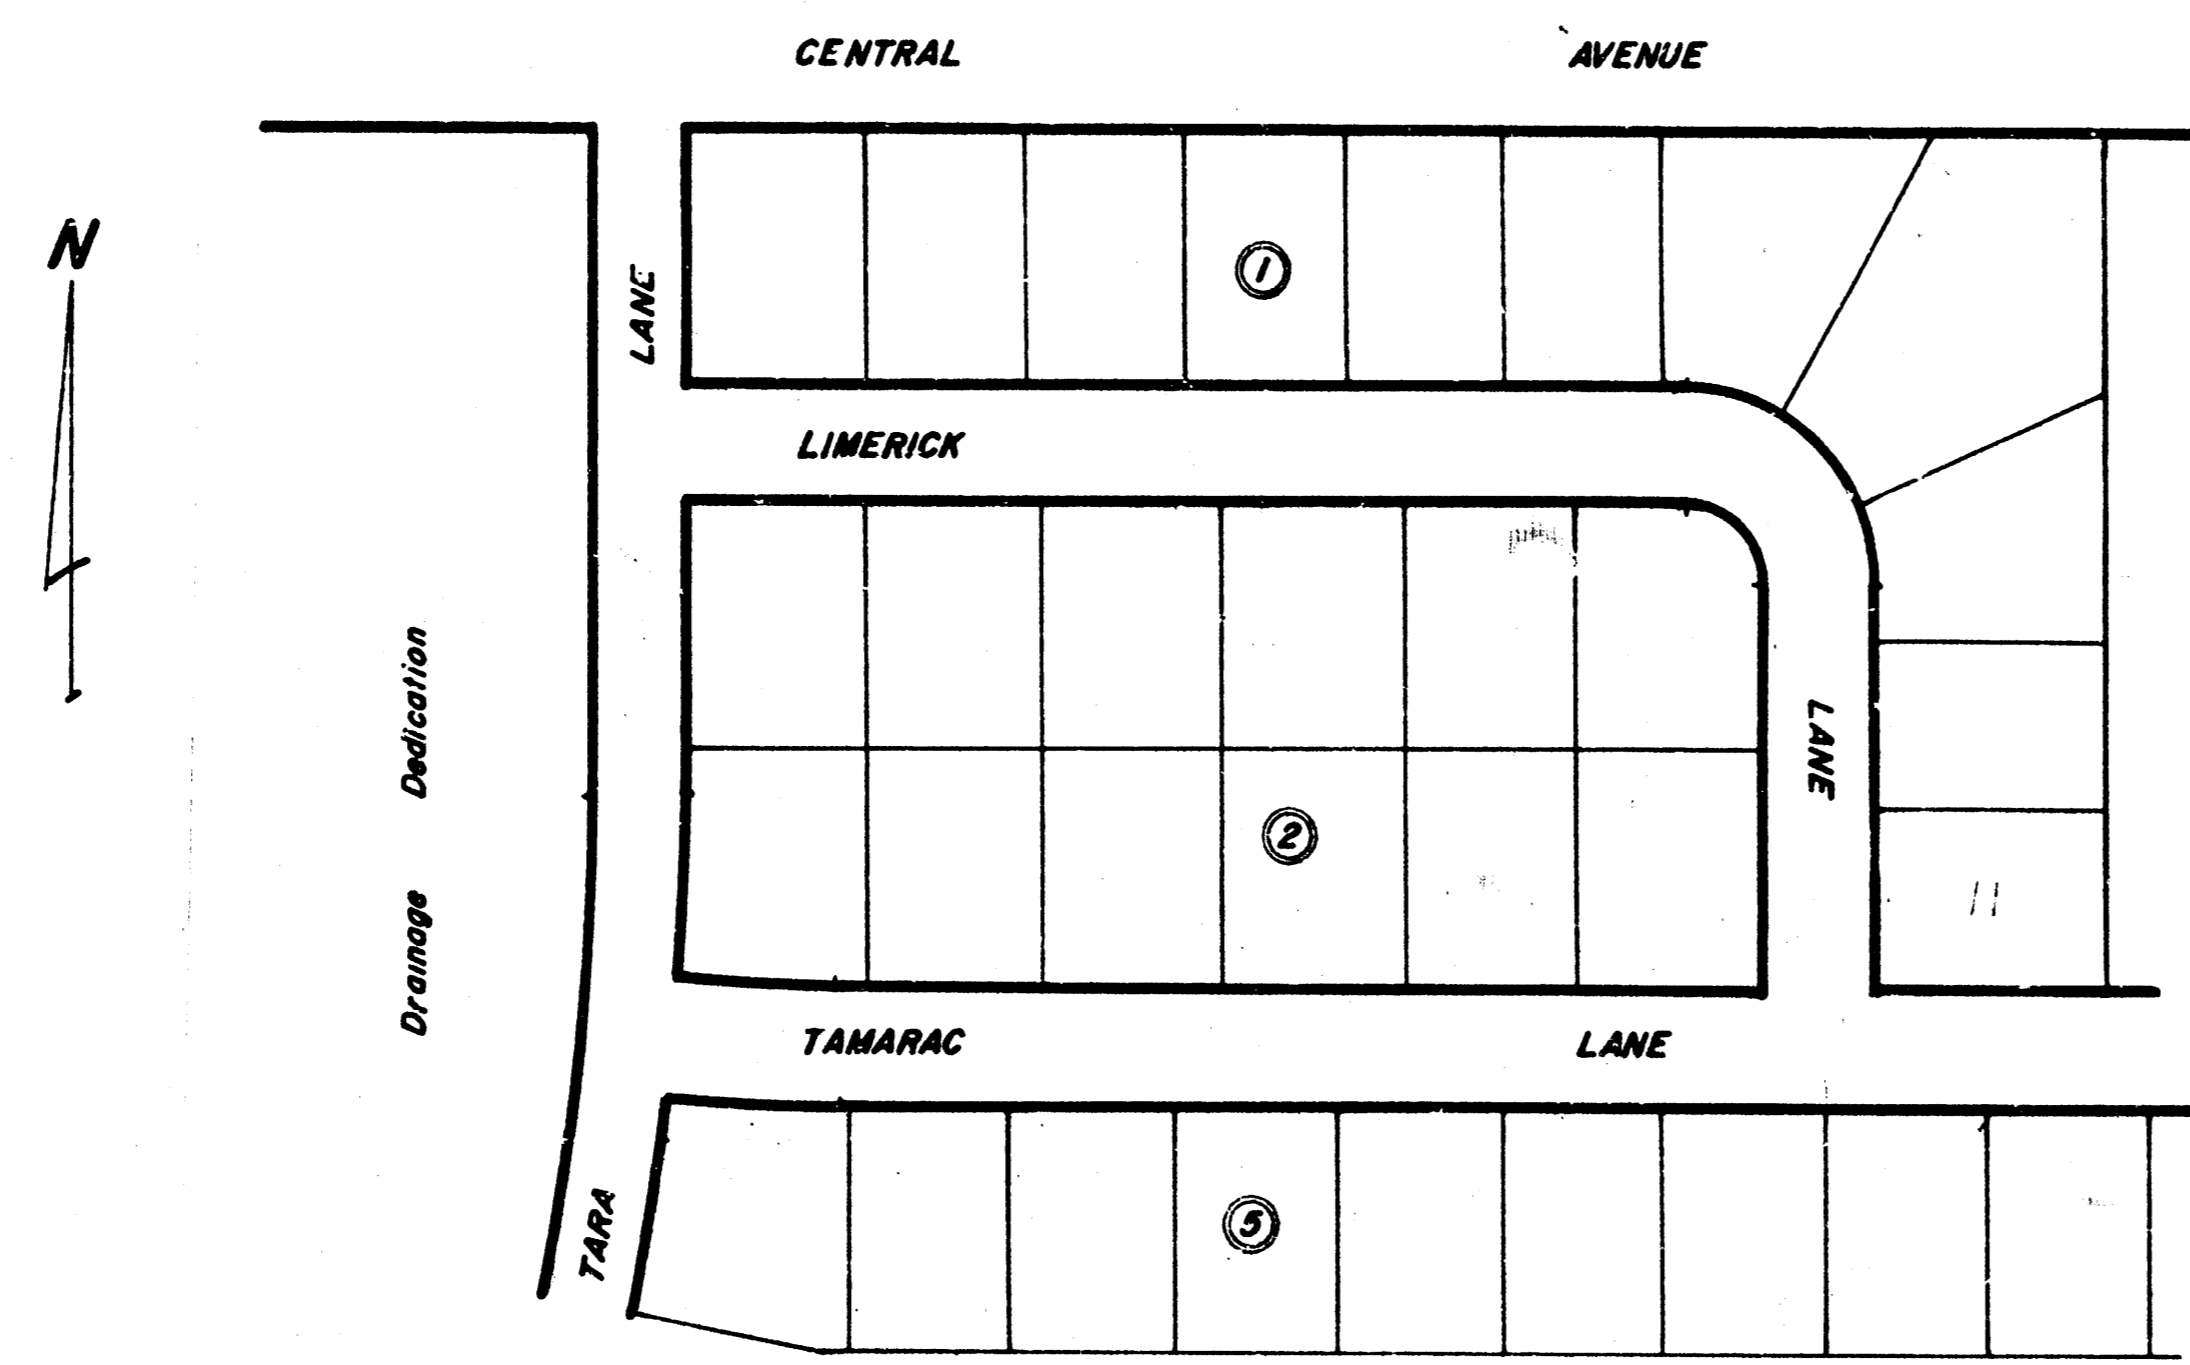 CENTRAL AVENUE
N
LANE
1
LIMERICK
LANE
Drainage Dedication
2
11
TAMARAC LANE
TARA
5